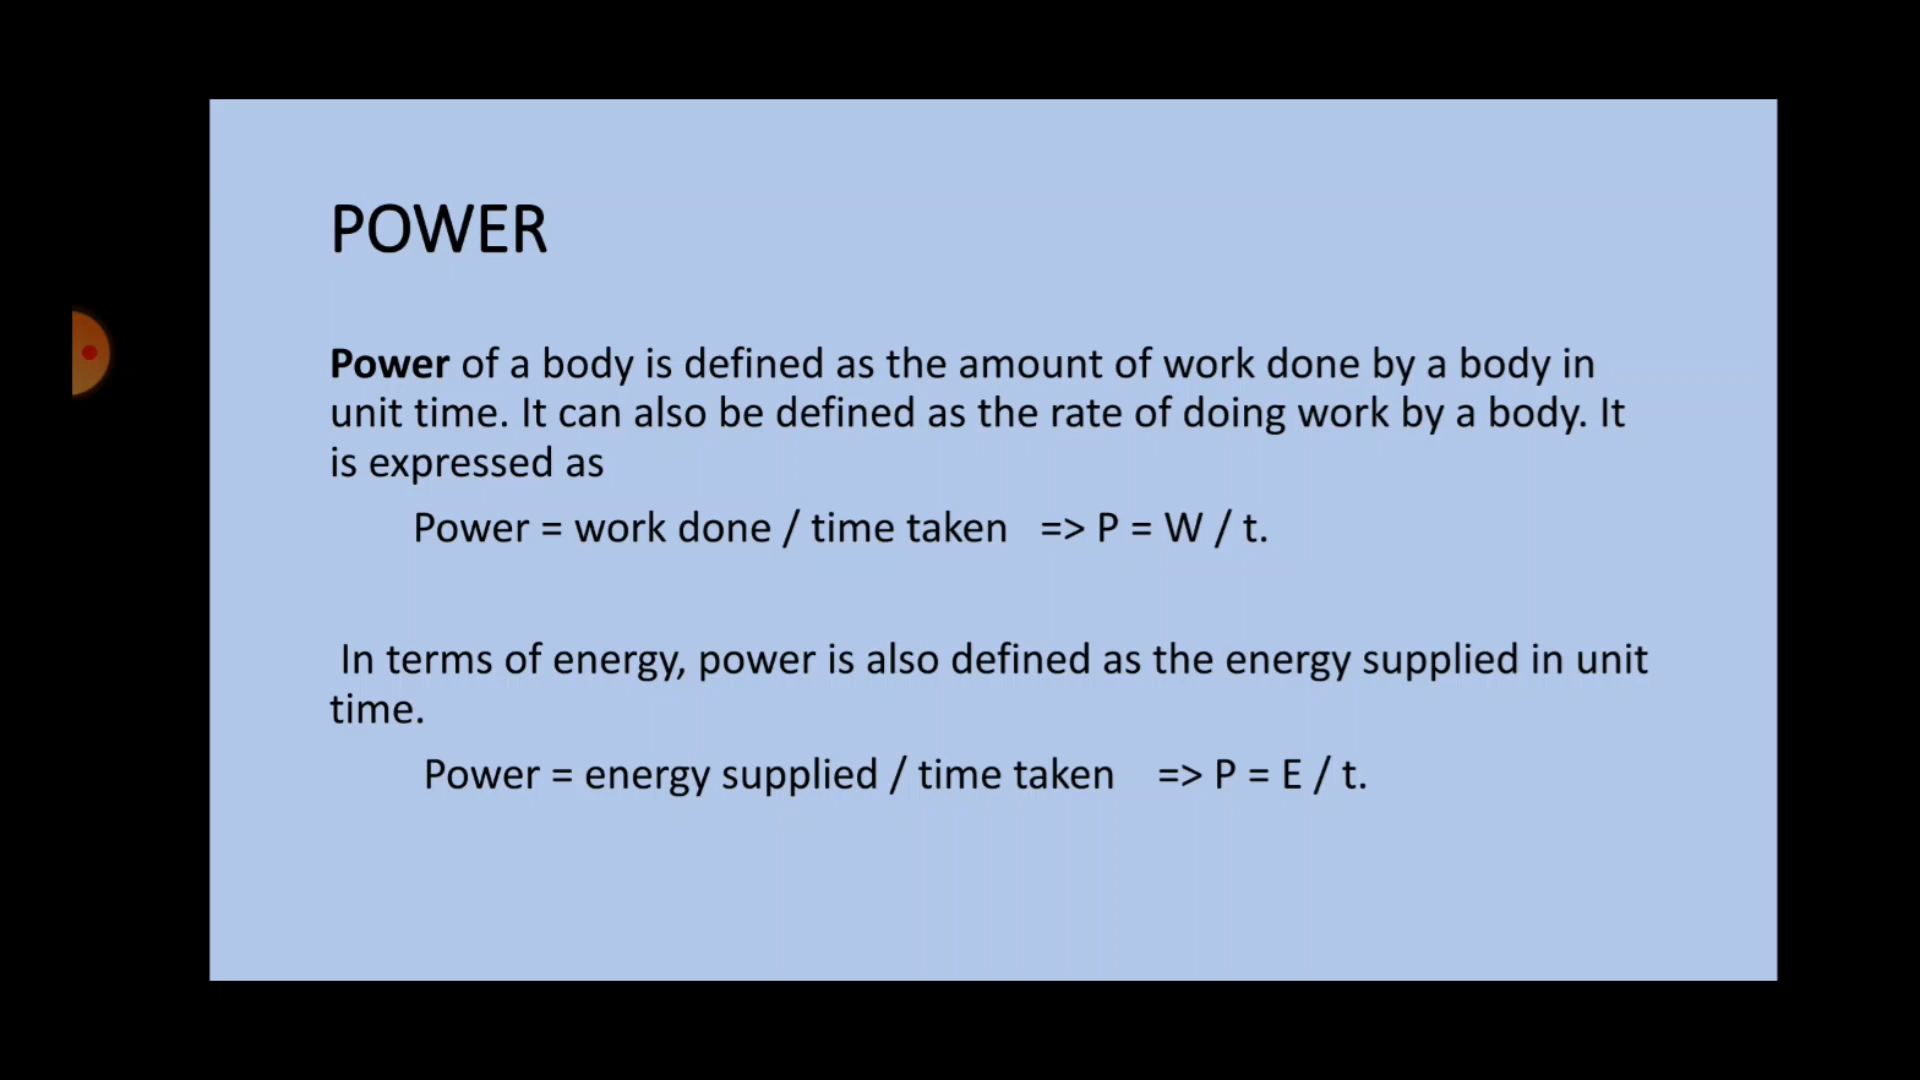 POWER
Power of a body is defined as the amount of work done by a body in
unit time. It can also be defined as the rate of doing work by a body. It
is expressed as
Power = work done / time taken => P = W / t.
In terms of energy, power is also defined as the energy supplied in unit
time.
Power = energy supplied / time taken => P = E / t.